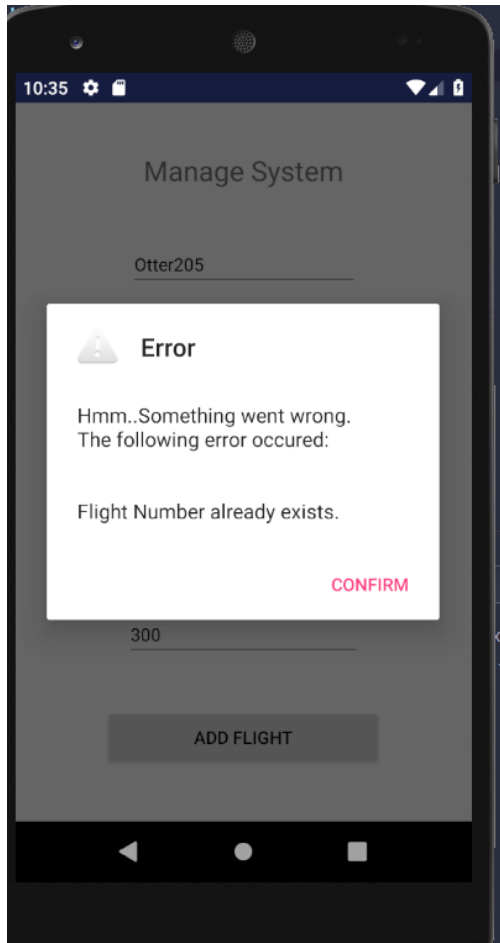 10:35
Manage System
Otter205
Error
Hmm..Something went wrong.
The following error occured:
Flight Number already exists.
CONFIRM
300
ADD FLIGHT